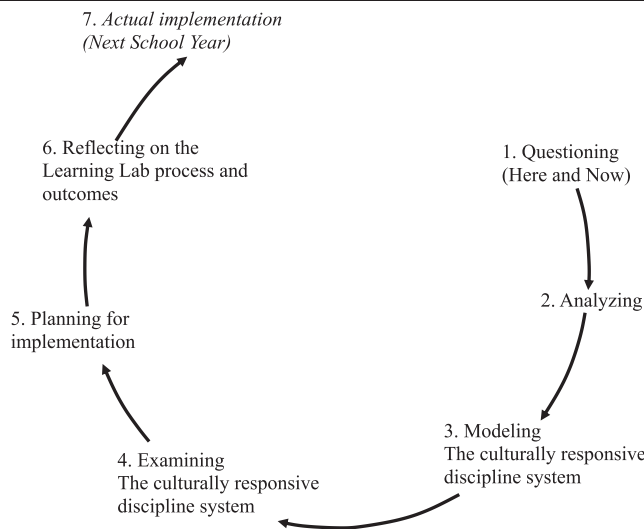 7. Actual implementation
(Next School Year)
6. Reflecting on the
Learning Lab process and
outcomes
1. Questioning
(Here and Now)
5. Planning for
implementation
2. Analyzing
3. Modeling
The culturally responsive
discipline system
4. Examining
The culturally responsive
discipline system